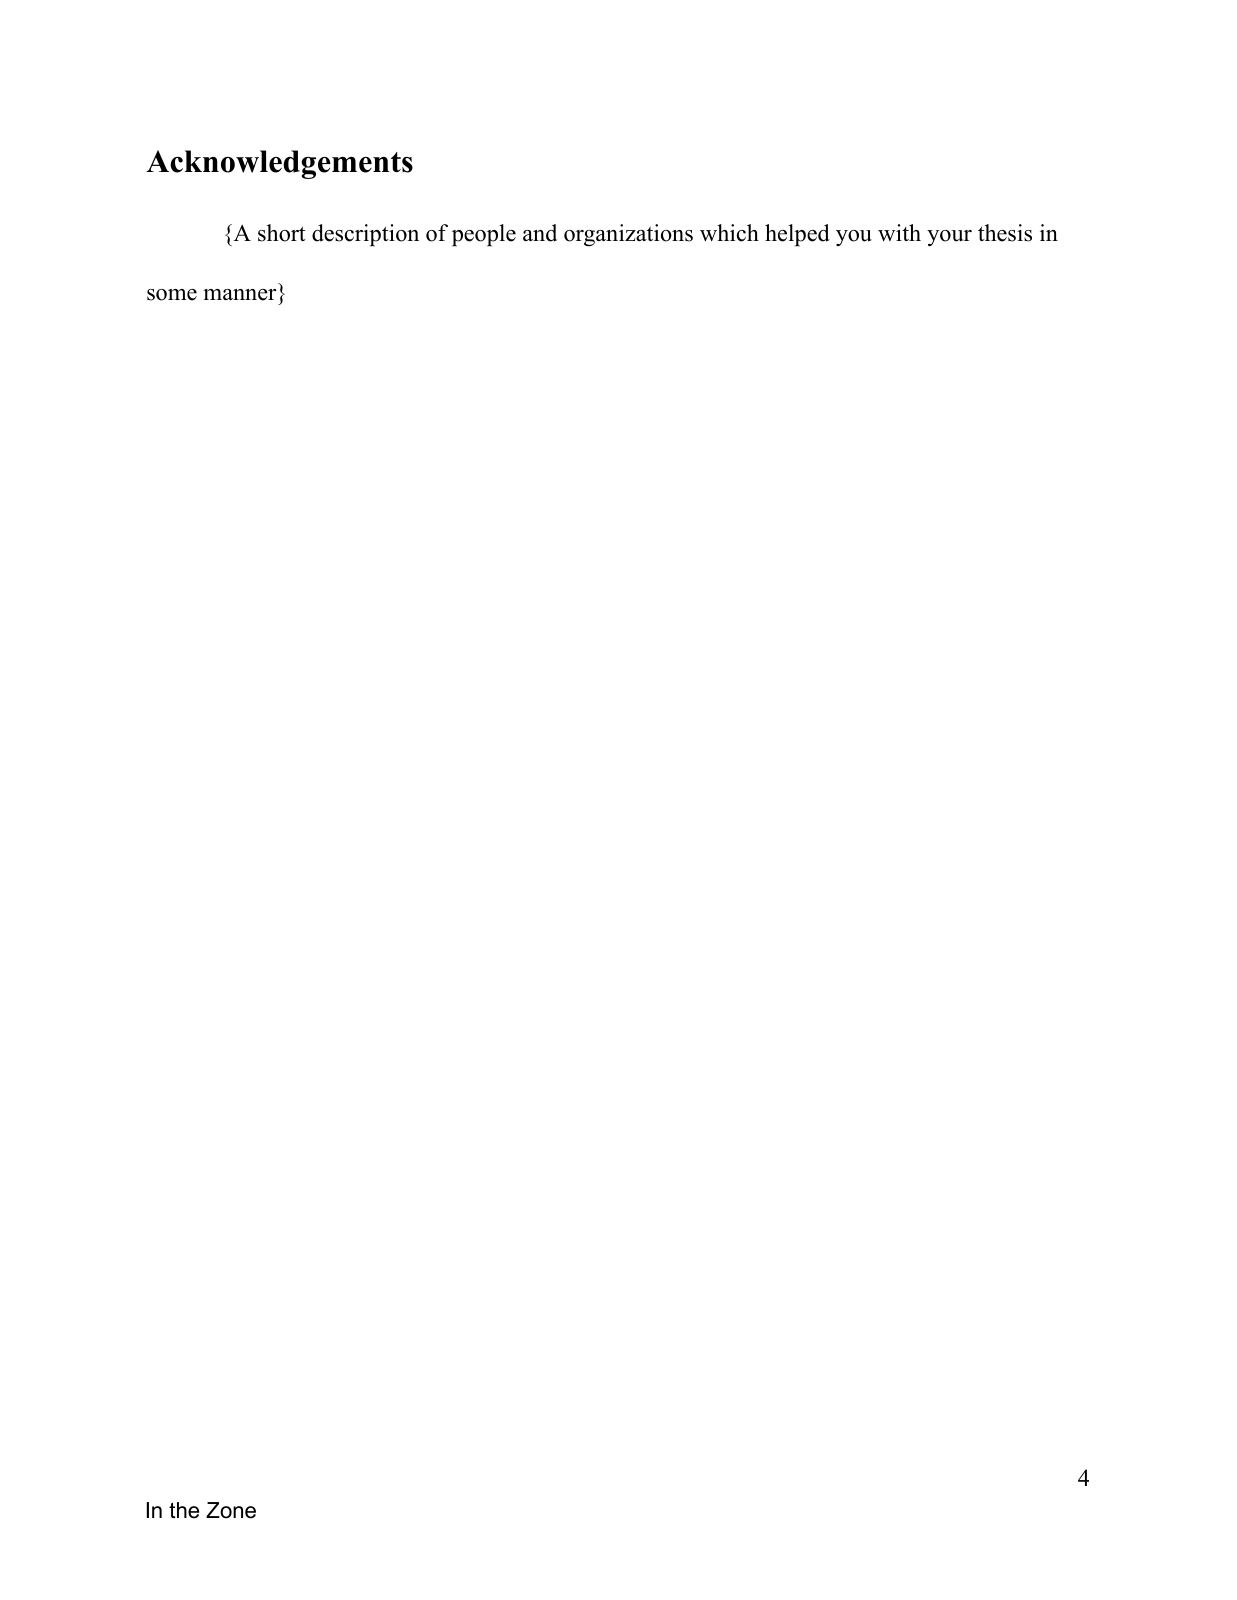 Acknowledgements
{A short description of people and organizations which helped you with your thesis in
some manner}
4
In the Zone